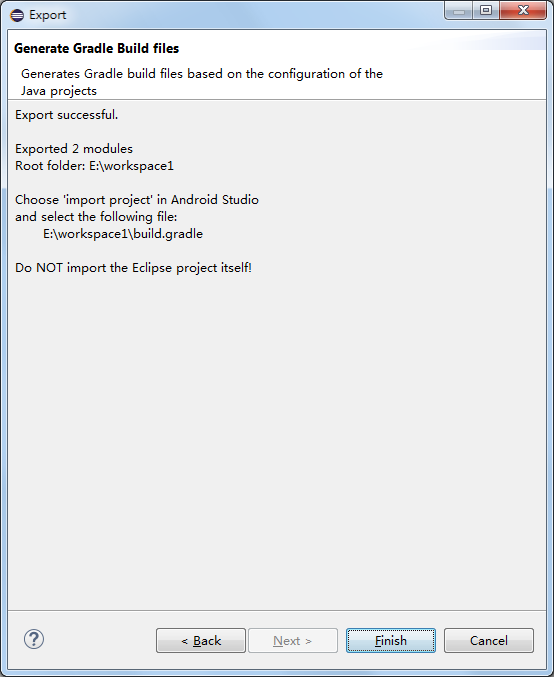 Export
Generate Gradle Build files
Generates Gradle build files based on the configuration of the
Java projects
Export successful.
Exported 2 modules
Root folder: E:\workspace1
Choose 'import project' in Android Studio
and select the following file:
E:\workspace1\build.gradle
Do NOT import the Eclipse project itself!
?
< Back
Next >
Finish
Cancel